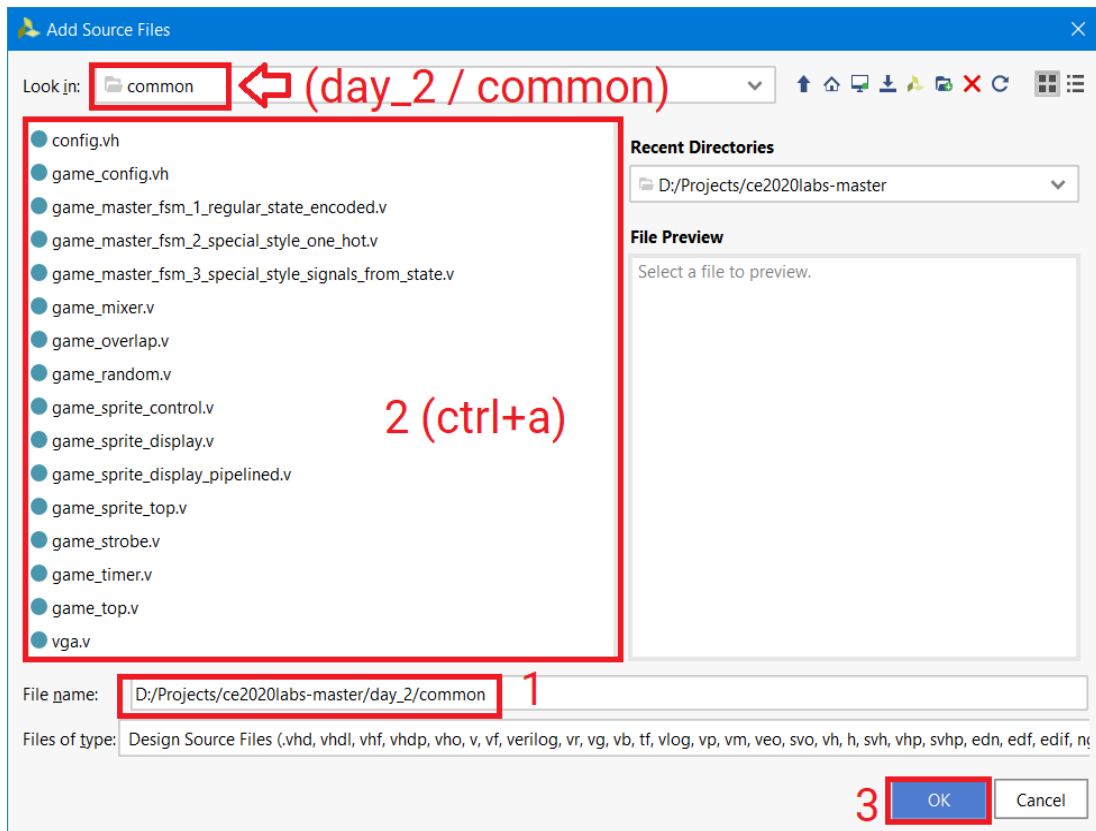 Add Source Files
Look in: common (day_2 / common)
config.vh
game_config.vh
game_master_fsm_1_regular_state_encoded.v
game_master_fsm_2_special_style_one_hot.v
game_master_fsm_3_special_style_signals_from_state.v
game_mixer.v
game_overlap.v
game_random.v
game_sprite_control.v
game_sprite_display.v
game_sprite_display_pipelined.v
game_sprite_top.v
game_strobe.v
game_timer.v
game_top.v
vga.v
2 (ctrl+a)
Recent Directories
D:/Projects/ce2020labs-master
File Preview
Select a file to preview.
File name: D:/Projects/ce2020labs-master/day_2/common 1
Files of type: Design Source Files (.vhd, vhdl, vhf, vhdp, vho, v, vf, verilog, vr, vg, vb, tf, vlog, vp, vm, veo, svo, vh, h, svh, vhp, svhp, edn, edf, edif,
3 OK Cancel